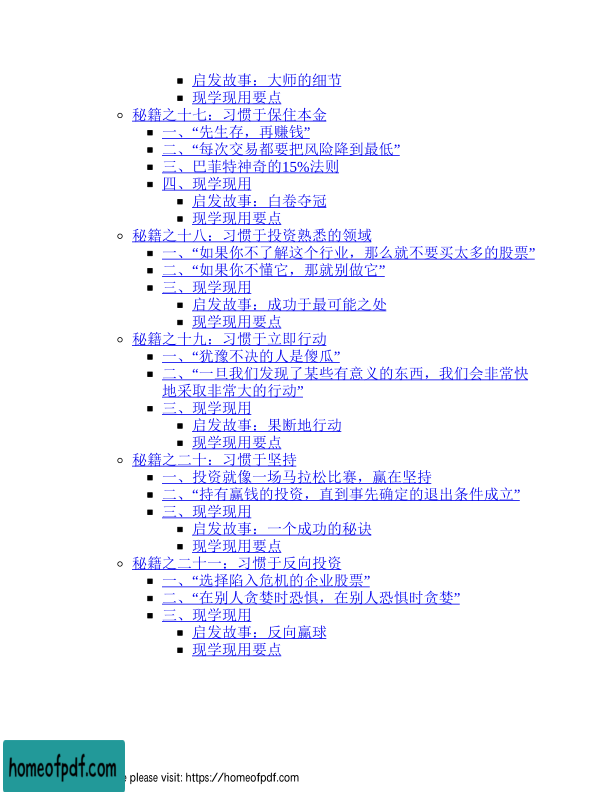 启发故事：大师的细节
现学现用要点
秘籍之十七：习惯于保住本金
一、“先生存，再赚钱”
二、“每次交易都要把风险降到最低”
三、巴菲特神奇的15%法则
四、现学现用
启发故事：白卷夺冠
现学现用要点
秘籍之十八：习惯于投资熟悉的领域
一、“如果你不了解这个行业，那么就不要买太多的股票”
二、“如果你不懂它，那就别做它”
三、现学现用
启发故事：成功于最可能之处
现学现用要点
秘籍之十九：习惯于立即行动
一、“犹豫不决的人是傻瓜”
二、“一旦我们发现了某些有意义的东西，我们会非常快
地采取非常大的行动”
三、现学现用
启发故事：果断地行动
现学现用要点
秘籍之二十：习惯于坚持
一、投资就像一场马拉松比赛，赢在坚持
二、“持有赢钱的投资，直到事先确定的退出条件成立”
三、现学现用
启发故事：一个成功的秘诀
现学现用要点
秘籍之二十一：习惯于反向投资
一、“选择陷入危机的企业股票”
二、“在别人贪婪时恐惧，在别人恐惧时贪婪”
三、现学现用
启发故事：反向赢球
现学现用要点
homeofpdf.com
please visit: https://homeofpdf.com